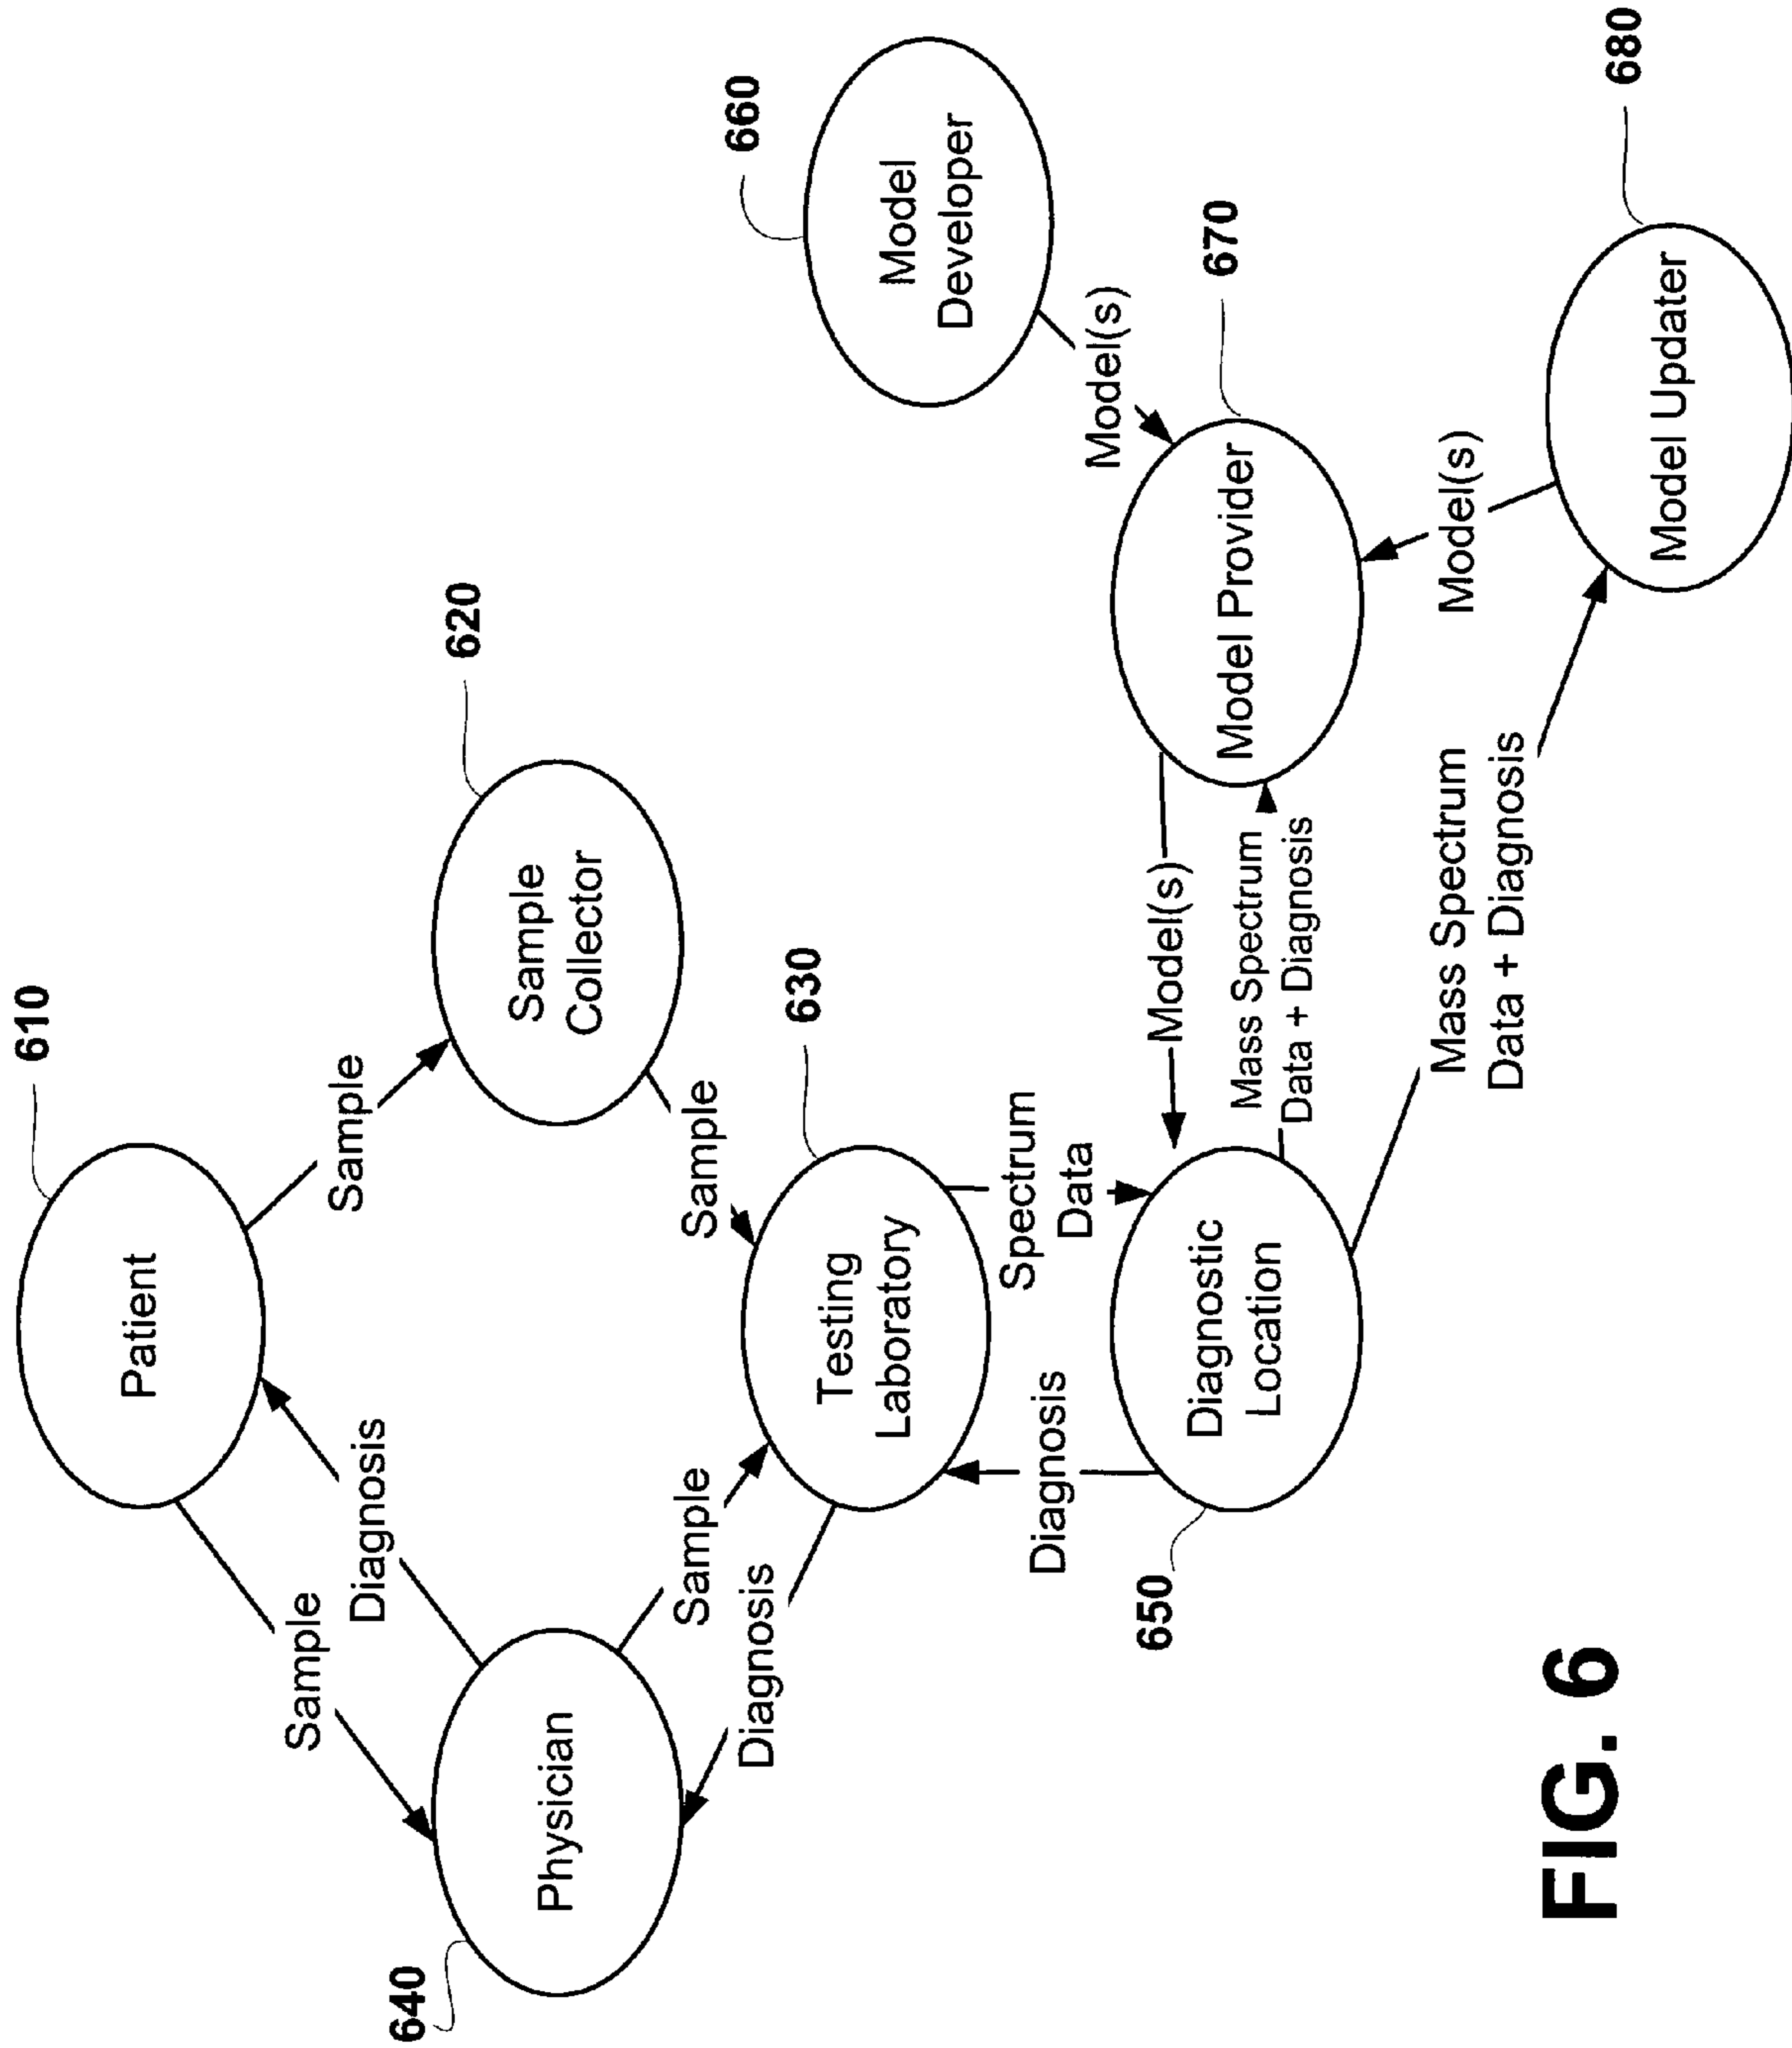 610
Patient
Sample
Diagnosis
Sample
640
Physician
620
Sample
Collector
Sample
Diagnosis
Sample
630
Testing
Laboratory
Diagnosis
Spectrum
Data
660
Model
Developer
Model(s)
650
Diagnostic
Location
Model(s)
Mass Spectrum
Data + Diagnosis
670
Model Provider
Mass Spectrum
Data + Diagnosis
Model(s)
680
Model Updater
FIG. 6